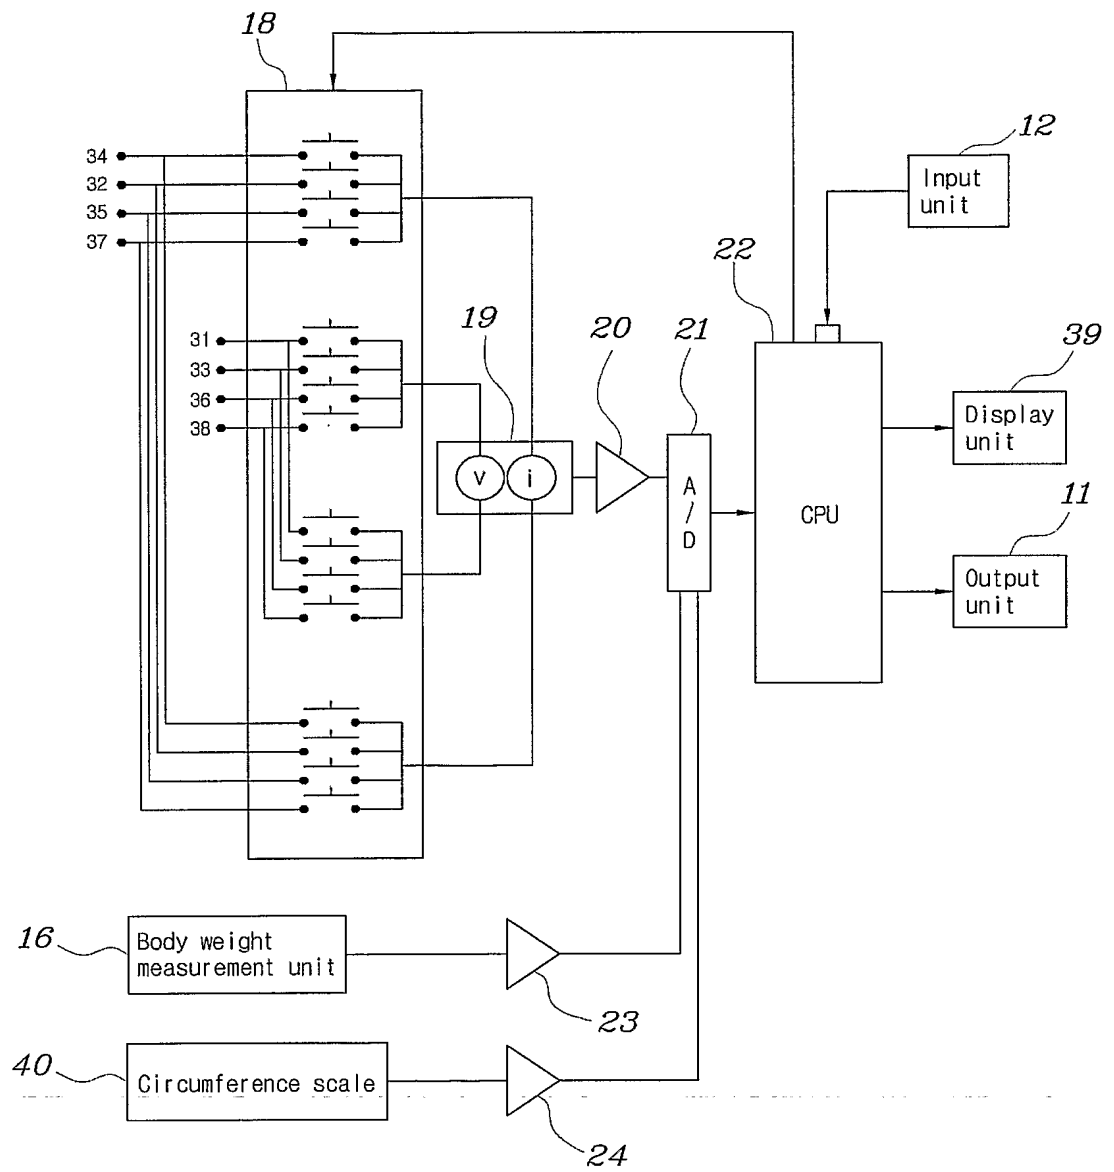 18
34
32
35
37
12
Input
unit
22
31
33
36
38
19
20
21
39
Display
unit
V
i
A
/
D
CPU
11
Output
unit
16
Body weight
measurement unit
23
40
Circumference scale
24